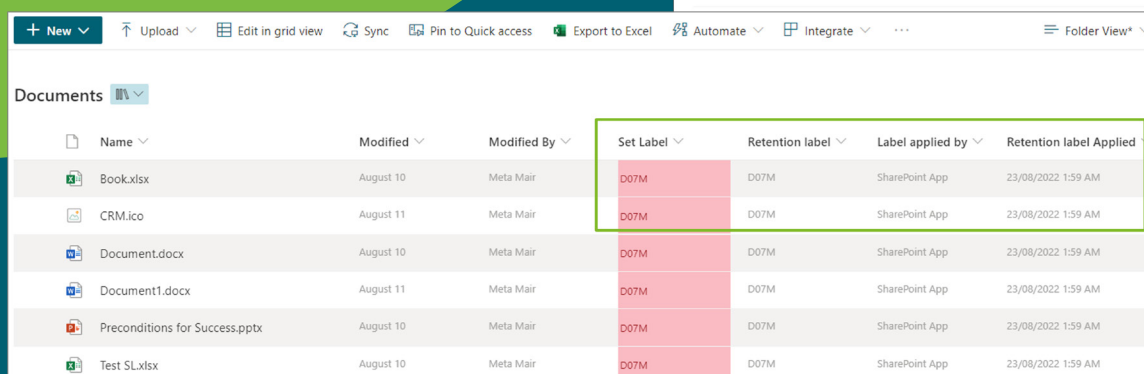 + New Upload Edit in grid view Sync Pin to Quick access Export to Excel Automate Integrate ··· Folder View*
Documents
Name Modified Modified By Set Label Retention label Label applied by Retention label Applied
Book.xlsx August 10 Meta Mair D07M D07M SharePoint App 23/08/2022 1:59 AM
CRM.ico August 11 Meta Mair D07M D07M SharePoint App 23/08/2022 1:59 AM
Document.docx August 10 Meta Mair D07M D07M SharePoint App 23/08/2022 1:59 AM
Document1.docx August 11 Meta Mair D07M D07M SharePoint App 23/08/2022 1:59 AM
Preconditions for Success.pptx August 10 Meta Mair D07M D07M SharePoint App 23/08/2022 1:59 AM
Test SL.xlsx August 10 Meta Mair D07M D07M SharePoint App 23/08/2022 1:59 AM